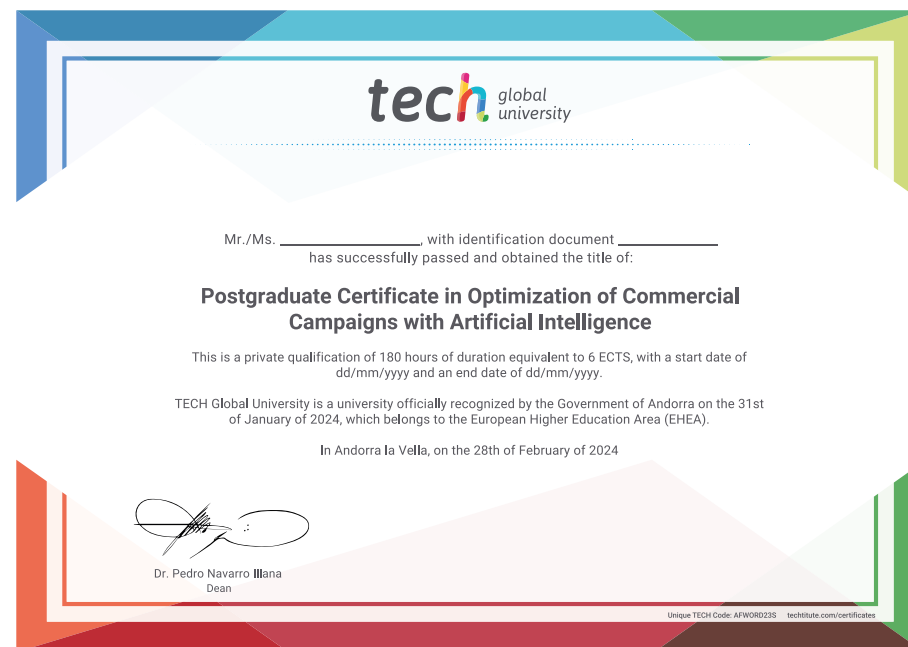 tech global
university
Mr./Ms. ____________, with identification document ____________
has successfully passed and obtained the title of:
Postgraduate Certificate in Optimization of Commercial
Campaigns with Artificial Intelligence
This is a private qualification of 180 hours of duration equivalent to 6 ECTS, with a start date of
dd/mm/yyyy and an end date of dd/mm/yyyy.
TECH Global University is a university officially recognized by the Government of Andorra on the 31st
of January of 2024, which belongs to the European Higher Education Area (EHEA).
In Andorra la Vella, on the 28th of February of 2024
Dr. Pedro Navarro Illana
Dean
Unique TECH Code: AFWORD23S techtitute.com/certificates